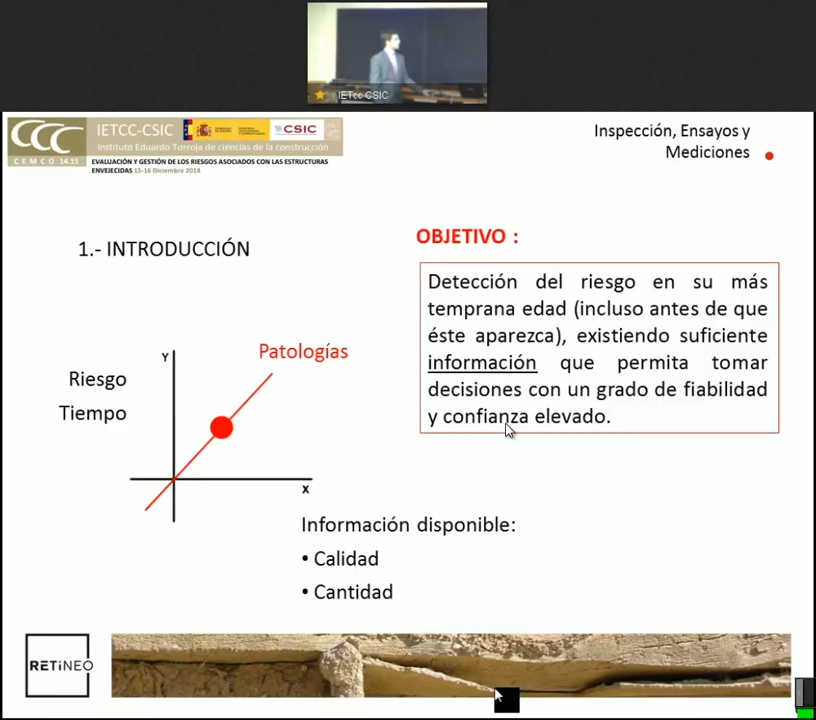 IETcc CSIC
CCC
CEMCO 14.15
IETCC-CSIC
CSIC
Instituto Eduardo Torroja de ciencias de la construcción
EVALUACIÓN Y GESTIÓN DE LOS RIESGOS ASOCIADOS CON LAS ESTRUCTURAS
ENVEJECIDAS 15-16 Diciembre 2014
Inspección, Ensayos y
Mediciones
1.- INTRODUCCIÓN
OBJETIVO :
Detección del riesgo en su más
temprana edad (incluso antes de que
éste aparezca), existiendo suficiente
información que permita tomar
decisiones con un grado de fiabilidad
y confianza elevado.
Patologías
Y
Riesgo
Tiempo
X
Información disponible:
• Calidad
• Cantidad
RETINEO